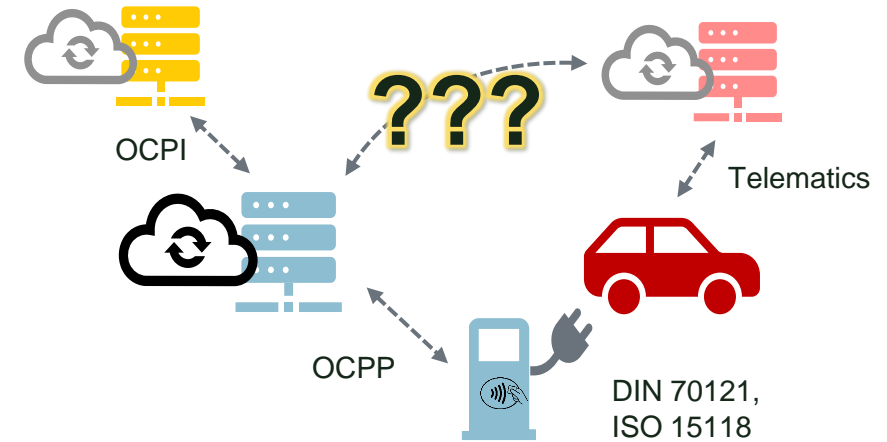 ???
OCPI
Telematics
OCPP
DIN 70121,
ISO 15118